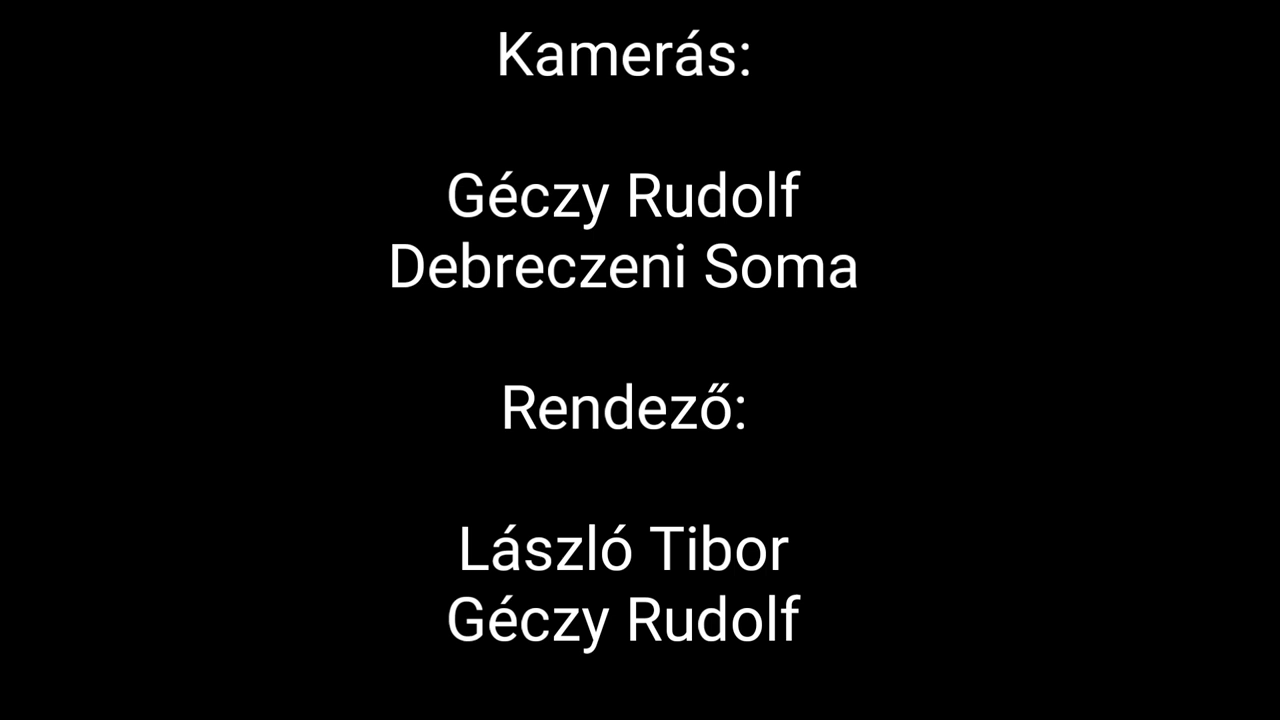 Kamerás:
Géczy Rudolf
Debreczeni Soma
Rendező:
László Tibor
Géczy Rudolf